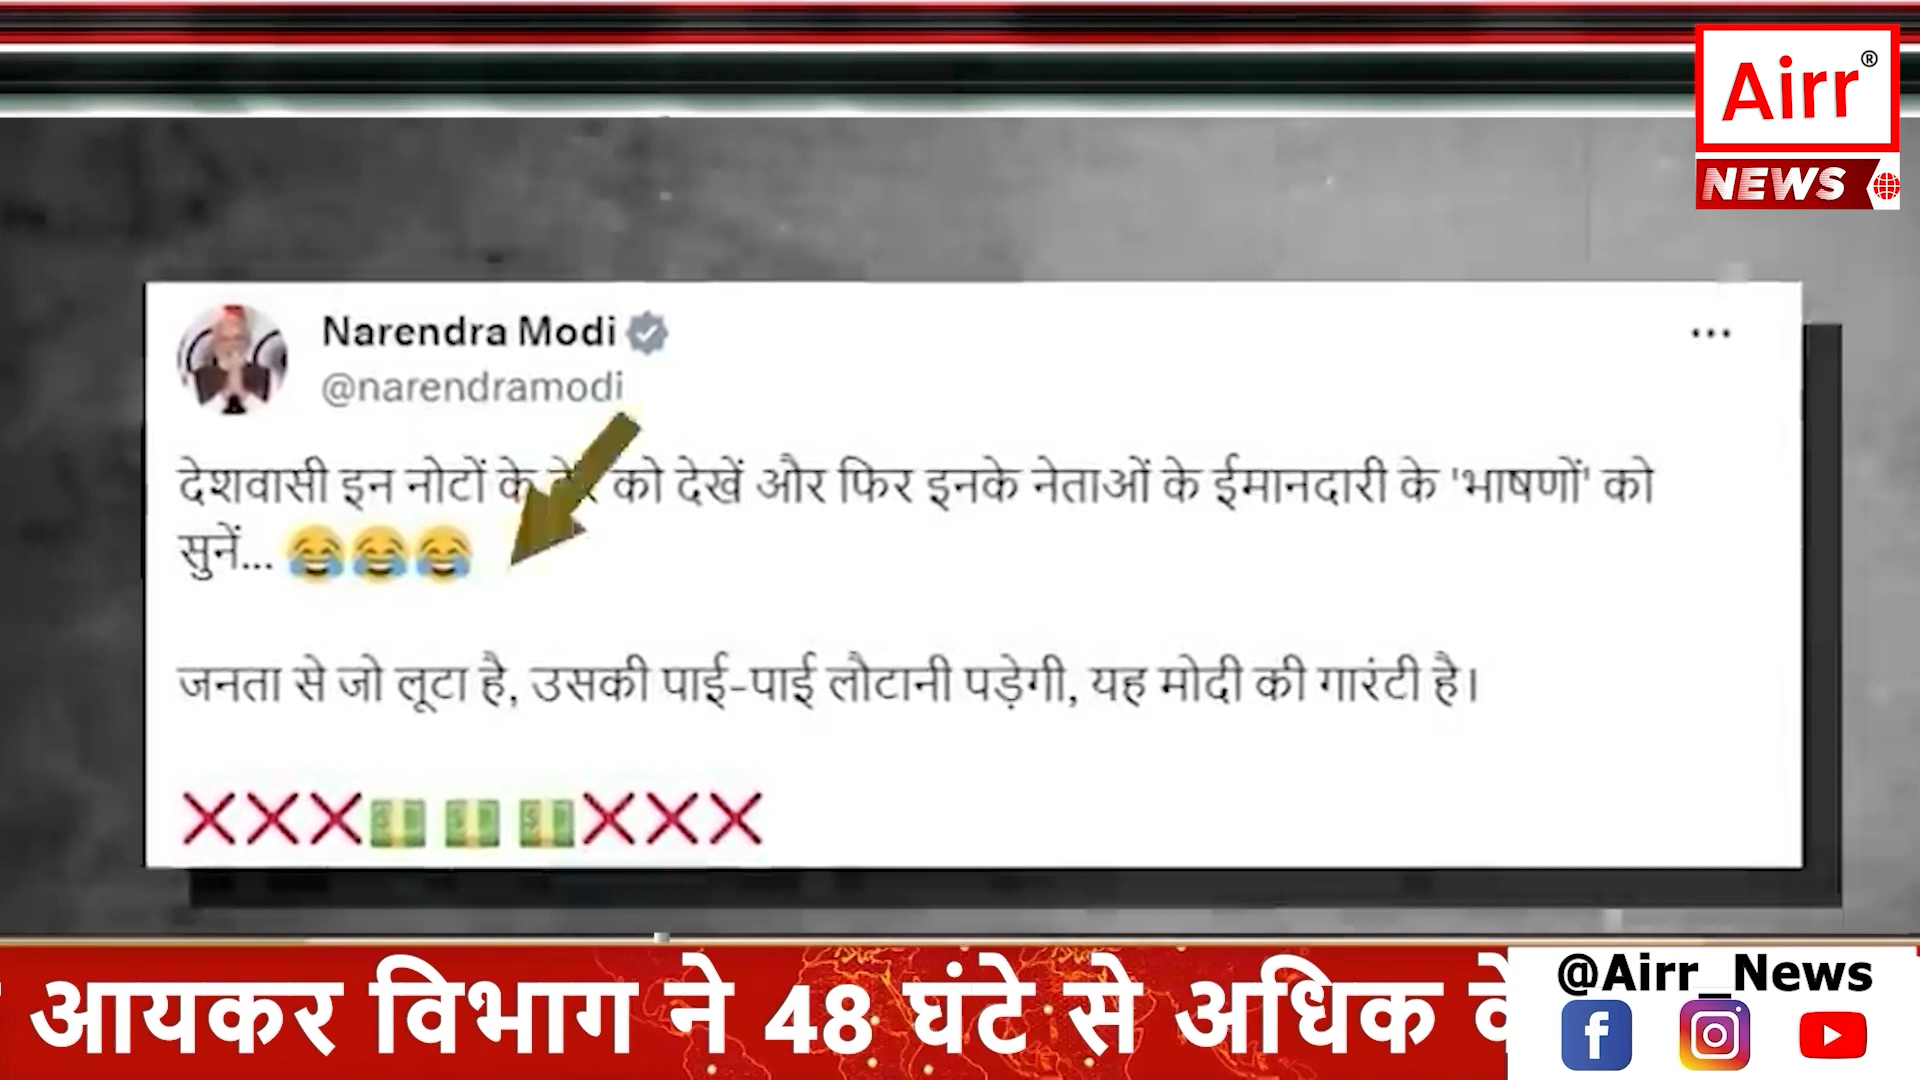 Airr®
NEWS
Narendra Modi
@narendramodi
देशवासी इन नोटों के को देखें और फिर इनके नेताओं के ईमानदारी के 'भाषणों' को
सुनें... 😂😂😂
जनता से जो लूटा है, उसकी पाई-पाई लौटानी पड़ेगी, यह मोदी की गारंटी है।
❌❌❌💵 💵 💵❌❌❌
आयकर विभाग ने 48 घंटे से अधिक
@Airr_News